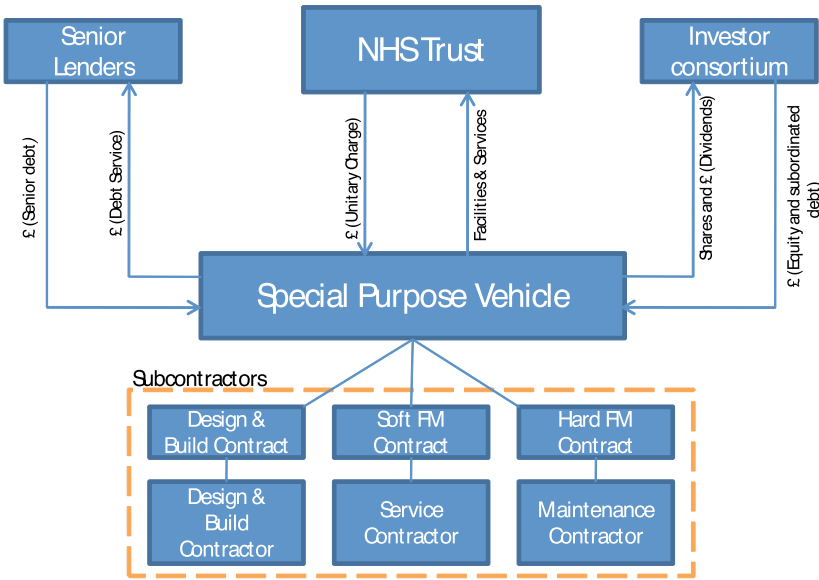 Senior
Lenders
NHS Trust
Investor
consortium
£ (Senior debt)
£ (Debt Service)
£ (Unitary Charge)
Facilities & Services
Shares and £ (Dividends)
£ (Equity and subordinated
debt)
Special Purpose Vehicle
Subcontractors
Design &
Build Contract
Soft FM
Contract
Hard FM
Contract
Design &
Build
Contractor
Service
Contractor
Maintenance
Contractor